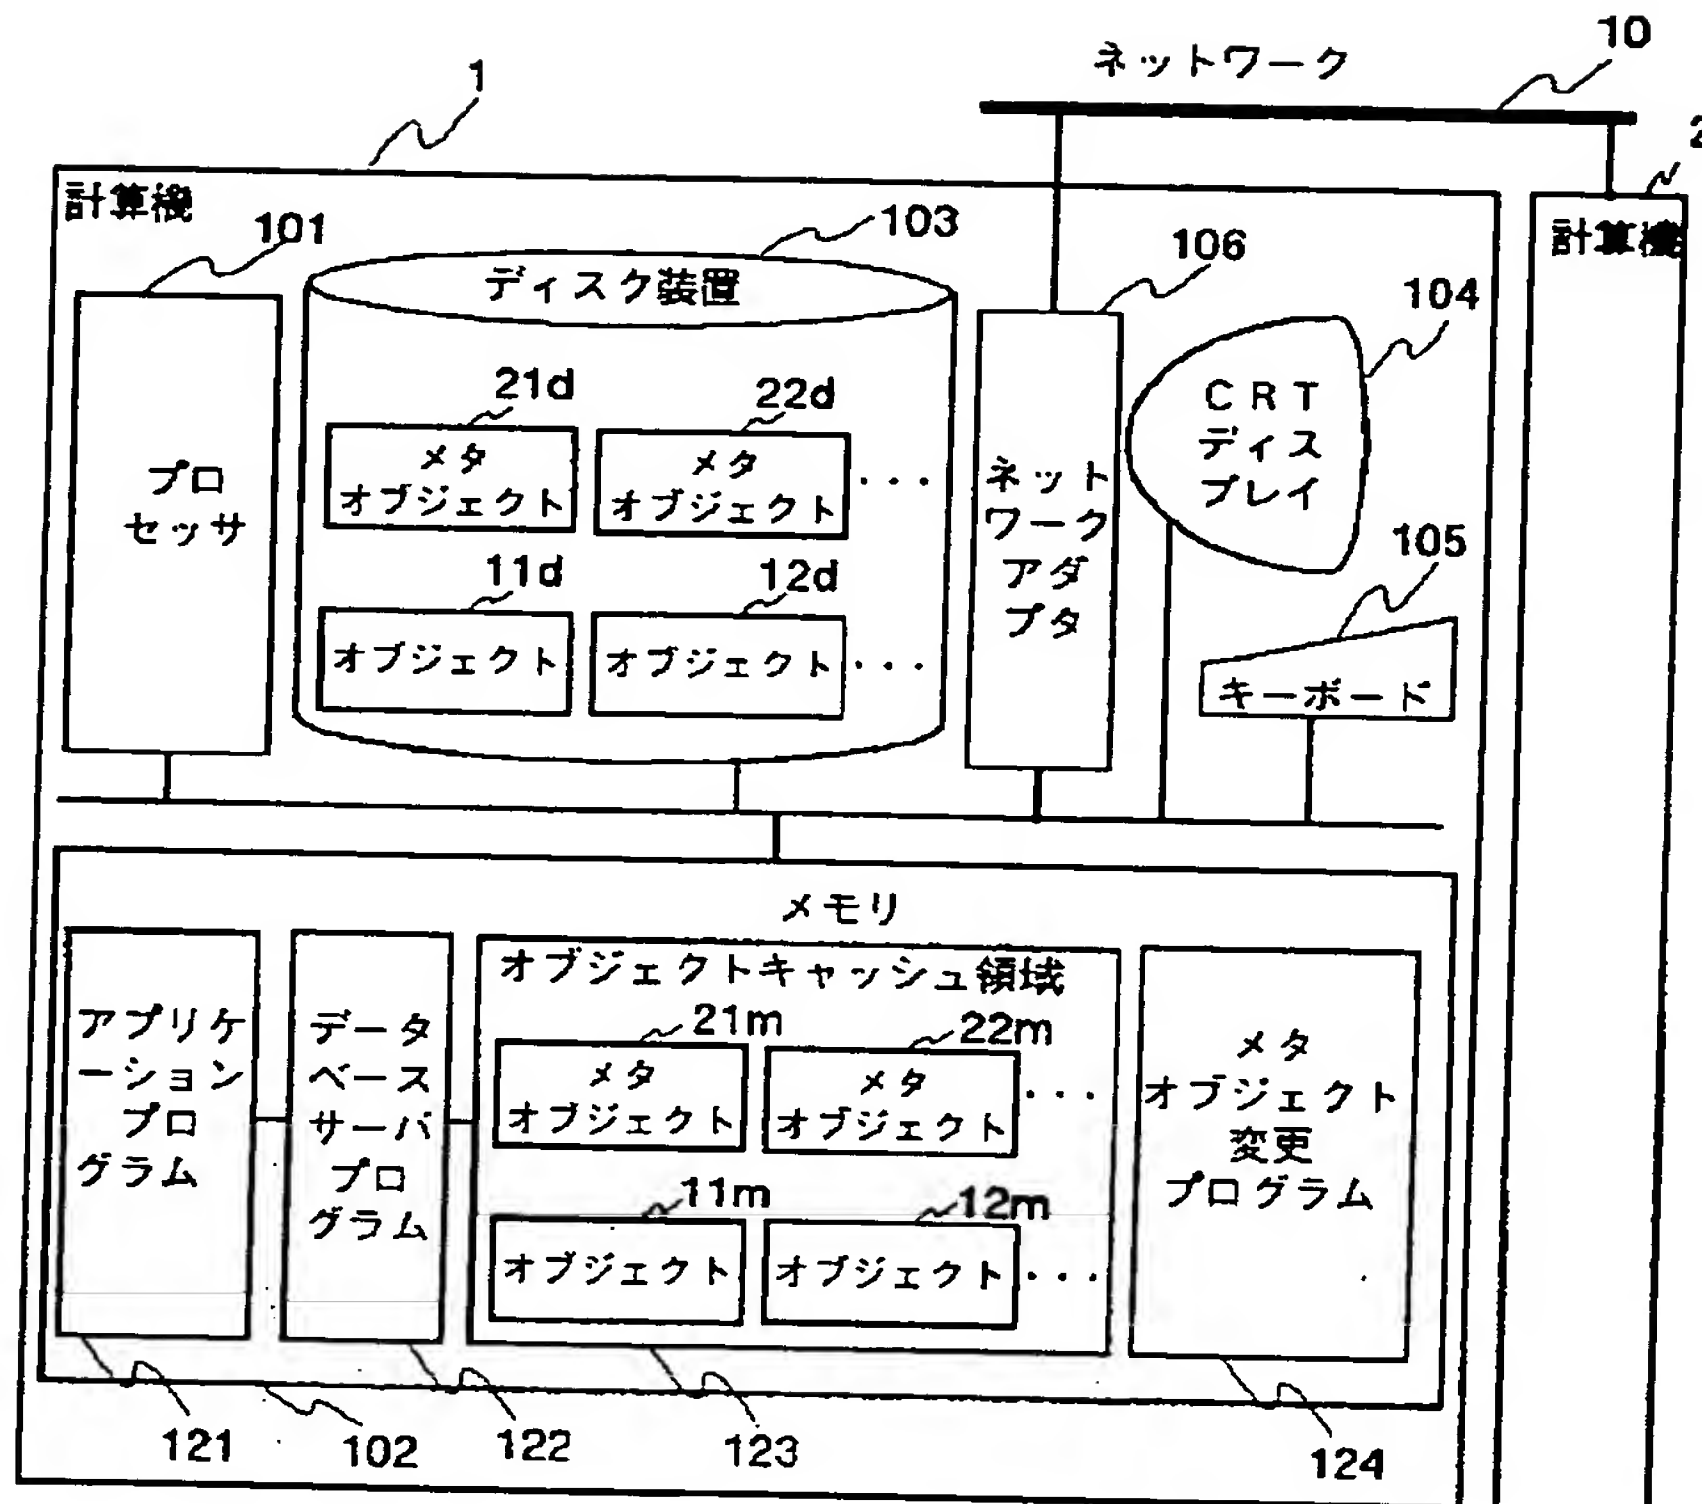 ネットワーク
10
1
2
計算機
101
103
ディスク装置
106
104
計算機
プロ
セッサ
21d
22d
メタ
オブジェクト
メタ
オブジェクト
・・・
11d
12d
オブジェクト
オブジェクト
・・・
ネット
ワーク
アダ
プタ
CRT
ディス
プレイ
105
キーボード
メモリ
アプリケ
ーション
プロ
グラム
データ
ベース
サーバ
プロ
グラム
オブジェクトキャッシュ領域
21m
22m
メタ
オブジェクト
メタ
オブジェクト
・・・
11m
12m
オブジェクト
オブジェクト
・・・
メタ
オブジェクト
変更
プログラム
121
102
122
123
124